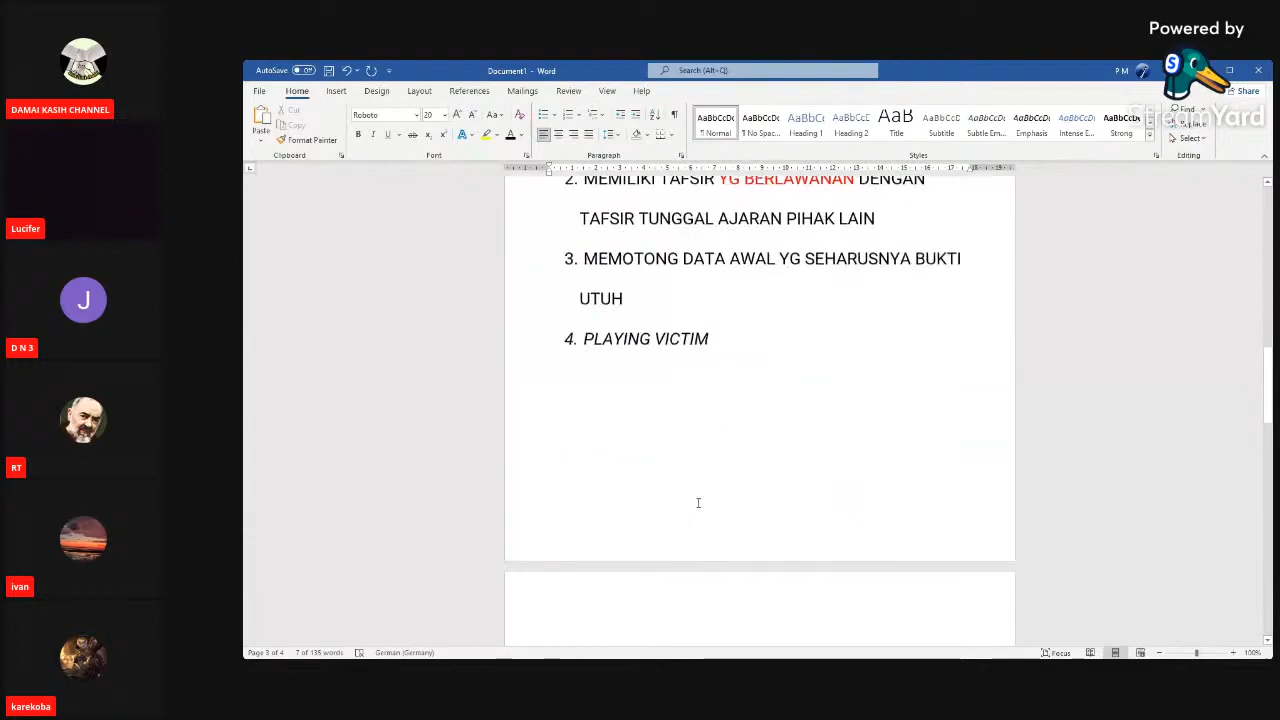 Powered by
StreamYard
DAMAI KASIH CHANNEL
Lucifer
J
D N 3
RT
ivan
karekoba
AutoSave Off
Document1 - Word
Search (Alt+Q)
P M
File Home Insert Design Layout References Mailings Review View Help
Share
Paste
Cut
Copy
Format Painter
Clipboard
Roboto 20
Font
Paragraph
AaBbCcDc AaBbCcDc AaBbCc AaBbCcD AaB AaBbCcD AaBbCcDc AaBbCcDc AaBbCcDc AaBbCcDc
¶ Normal ¶ No Spac... Heading 1 Heading 2 Title Subtitle Subtle Em... Emphasis Intense E... Strong
Styles
Find
Replace
Select
Editing
2. MEMILIKI TAFSIR YG BERLAWANAN DENGAN
TAFSIR TUNGGAL AJARAN PIHAK LAIN
3. MEMOTONG DATA AWAL YG SEHARUSNYA BUKTI
UTUH
4. PLAYING VICTIM
Page 3 of 4 7 of 135 words German (Germany)
Focus
100%